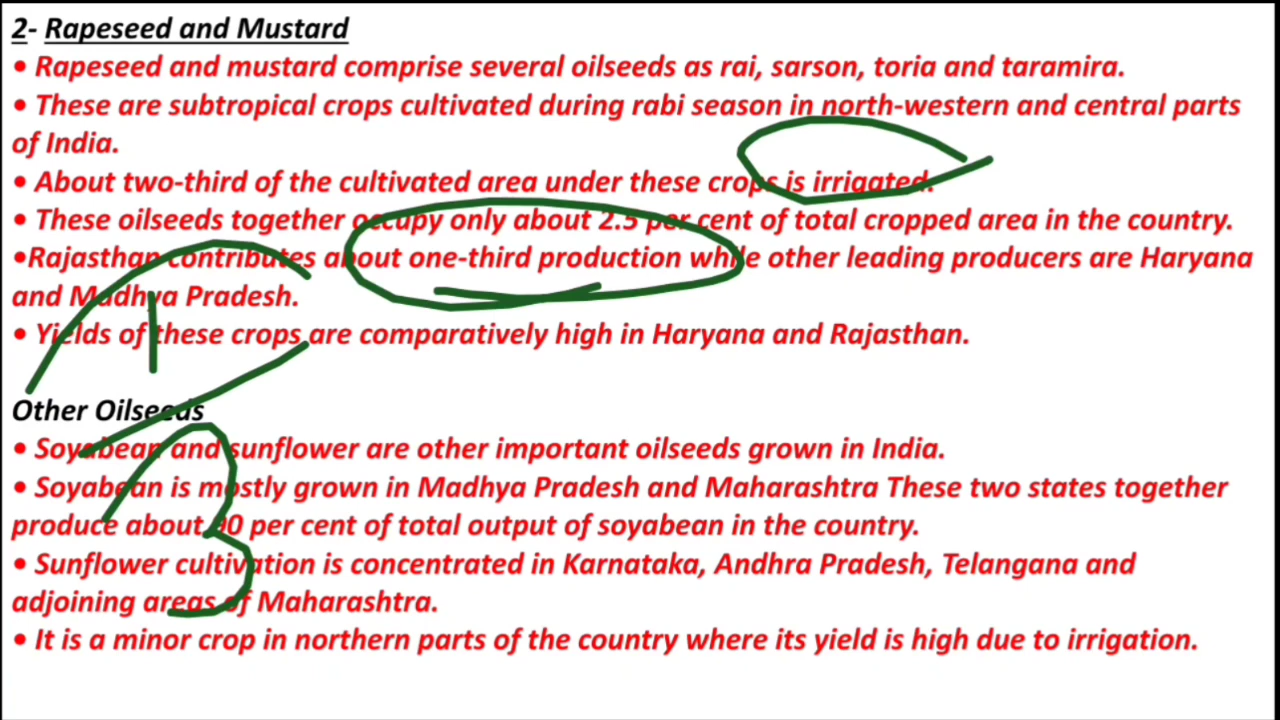 2- Rapeseed and Mustard
• Rapeseed and mustard comprise several oilseeds as rai, sarson, toria and taramira.
• These are subtropical crops cultivated during rabi season in north-western and central parts
of India.
• About two-third of the cultivated area under these crops is irrigated.
• These oilseeds together occupy only about 2.5 per cent of total cropped area in the country.
•Rajasthan contributes about one-third production while other leading producers are Haryana
and Madhya Pradesh.
• Yields of these crops are comparatively high in Haryana and Rajasthan.
Other Oilseeds
• Soyabean and sunflower are other important oilseeds grown in India.
• Soyabean is mostly grown in Madhya Pradesh and Maharashtra These two states together
produce about 90 per cent of total output of soyabean in the country.
• Sunflower cultivation is concentrated in Karnataka, Andhra Pradesh, Telangana and
adjoining areas of Maharashtra.
• It is a minor crop in northern parts of the country where its yield is high due to irrigation.
1
3